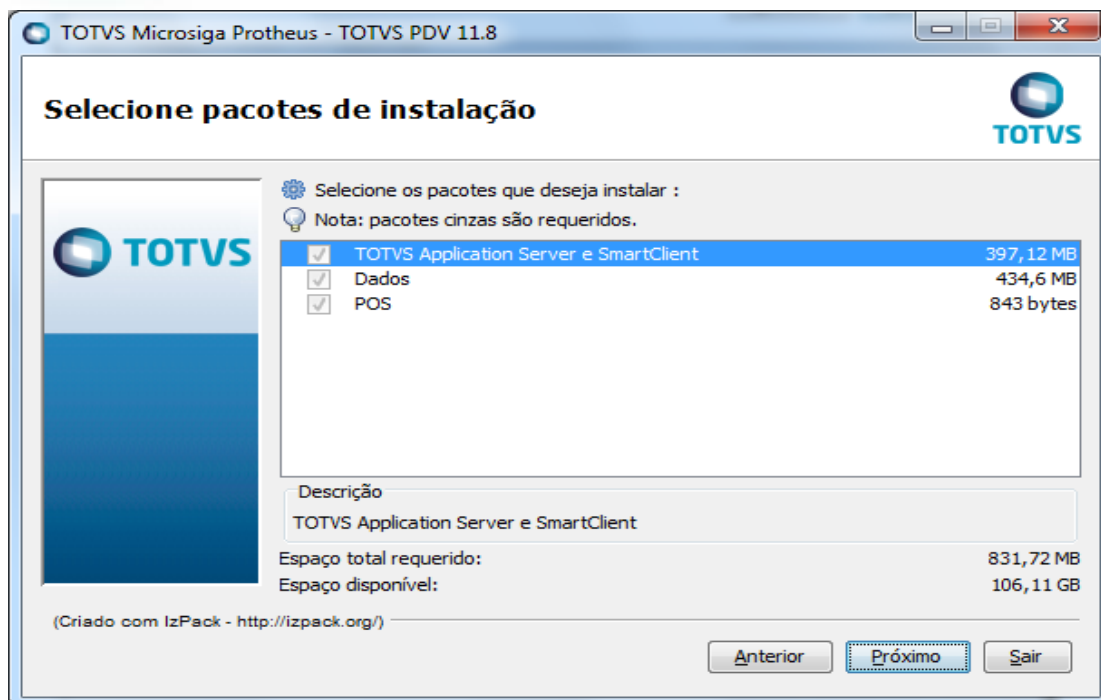 TOTVS Microsiga Protheus - TOTVS PDV 11.8
Selecione pacotes de instalação
TOTVS
TOTVS
Selecione os pacotes que deseja instalar :
Nota: pacotes cinzas são requeridos.
TOTVS Application Server e SmartClient 397,12 MB
Dados 434,6 MB
POS 843 bytes
Descrição
TOTVS Application Server e SmartClient
Espaço total requerido: 831,72 MB
Espaço disponível: 106,11 GB
(Criado com IzPack - http://izpack.org/)
Anterior Próximo Sair